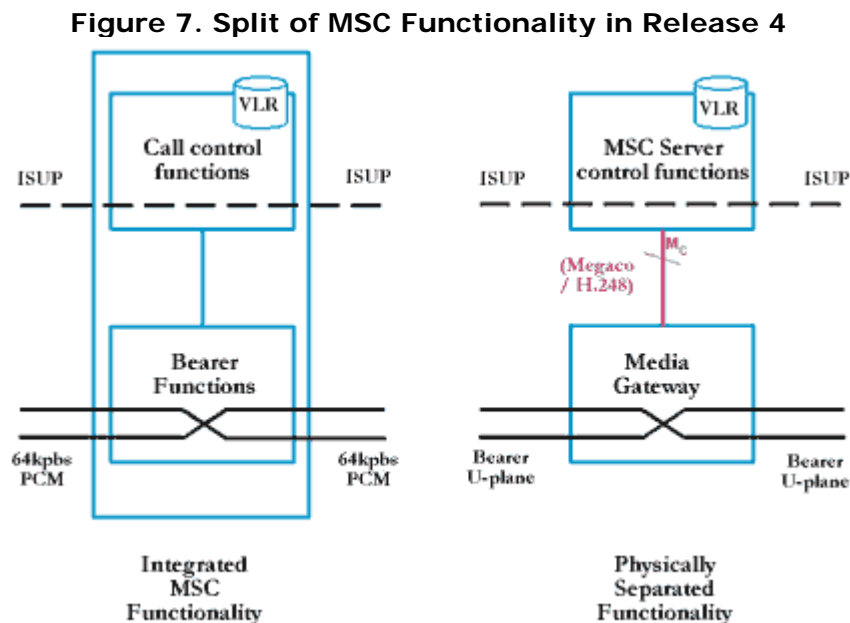 Figure 7. Split of MSC Functionality in Release 4
VLR
Call control
functions
ISUP
ISUP
Bearer
Functions
64kpbs
PCM
64kpbs
PCM
Integrated
MSC
Functionality
VLR
MSC Server
control functions
ISUP
ISUP
Mc
(Megaco
/ H.248)
Media
Gateway
Bearer
U-plane
Bearer
U-plane
Physically
Separated
Functionality